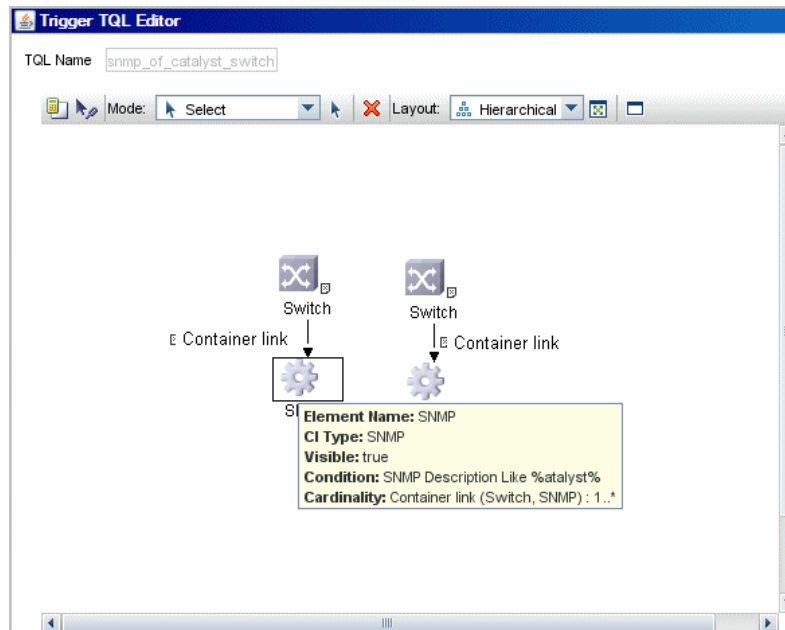 Trigger TQL Editor
TQL Name snmp_of_catalyst_switch
Mode: Select Layout: Hierarchical
Switch Switch
Container link Container link
Element Name: SNMP
CI Type: SNMP
Visible: true
Condition: SNMP Description Like %atalyst%
Cardinality: Container link (Switch, SNMP) : 1..*